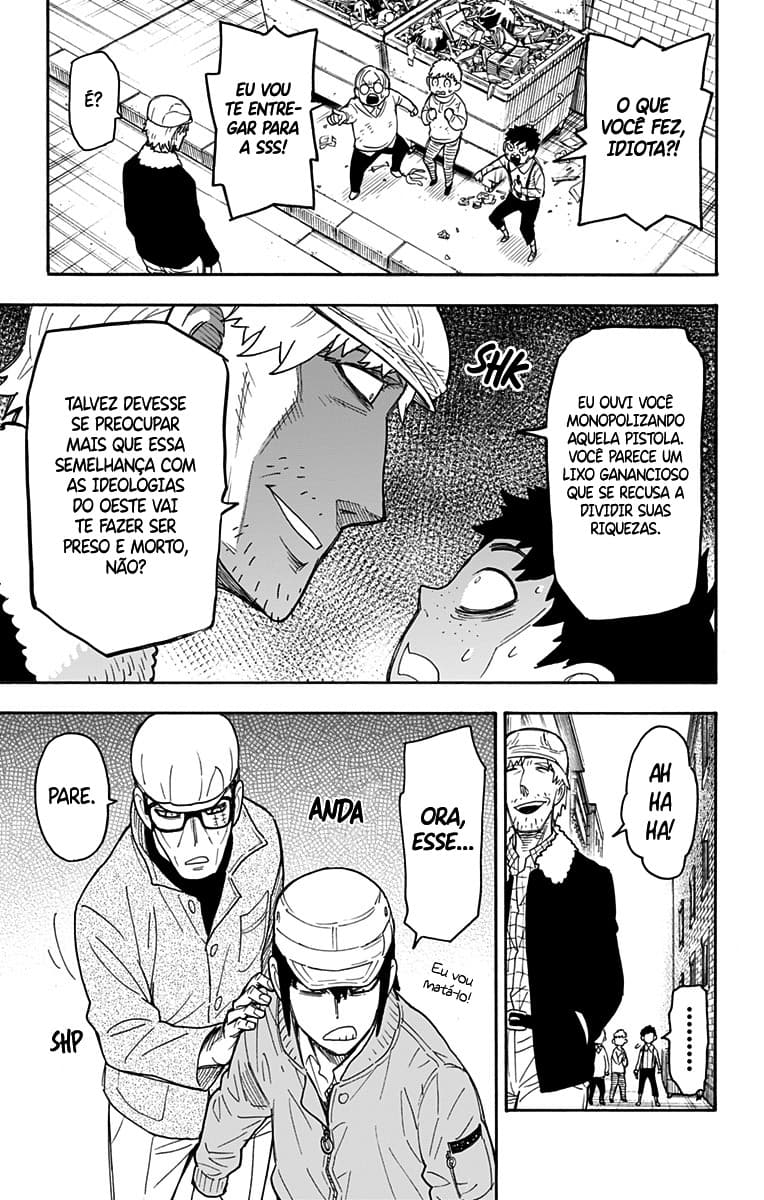 O QUE
VOCÊ FEZ,
IDIOTA?!
EU VOU
TE ENTRE-
GAR PARA
A SSS!
É?
SHK
EU OUVI VOCÊ
MONOPOLIZANDO
AQUELA PISTOLA.
VOCÊ PARECE UM
LIXO GANANCIOSO
QUE SE RECUSA A
DIVIDIR SUAS
RIQUEZAS.
TALVEZ DEVESSE
SE PREOCUPAR
MAIS QUE ESSA
SEMELHANÇA COM
AS IDEOLOGIAS
DO OESTE VAI
TE FAZER SER
PRESO E MORTO,
NÃO?
AH
HA
HA!
........
ORA,
ESSE...
Eu vou
matá-lo!
ANDA
PARE.
SHP